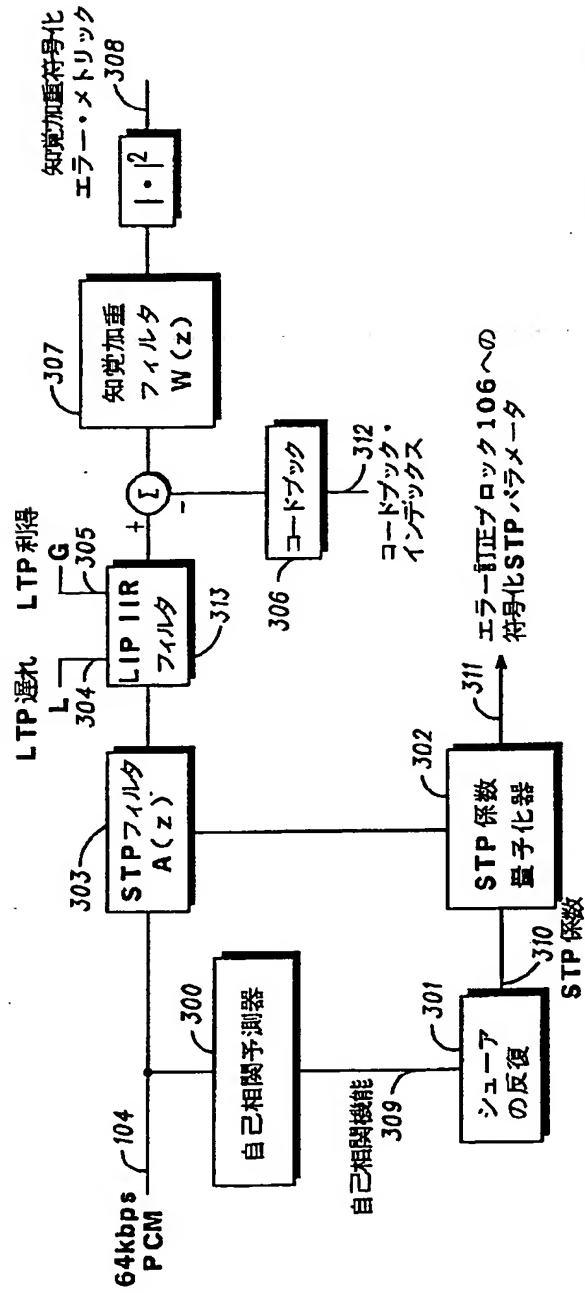 64kbps
PCM
104
自己相関予測器
300
自己相関機能
309
シューア
の反復
301
310
STP係数
STP係数
量子化器
302
311
エラー訂正ブロック106への
符号化STPパラメータ
STPフィルタ
A(z)
303
LTP遅れ
L
304
LTP利得
G
305
LIP IIR
フィルタ
313
+
Σ
-
コードブック
306
312
コードブック・
インデックス
知覚加重
フィルタ
W(z)
307
|•|²
知覚加重符号化
エラー・メトリック
308